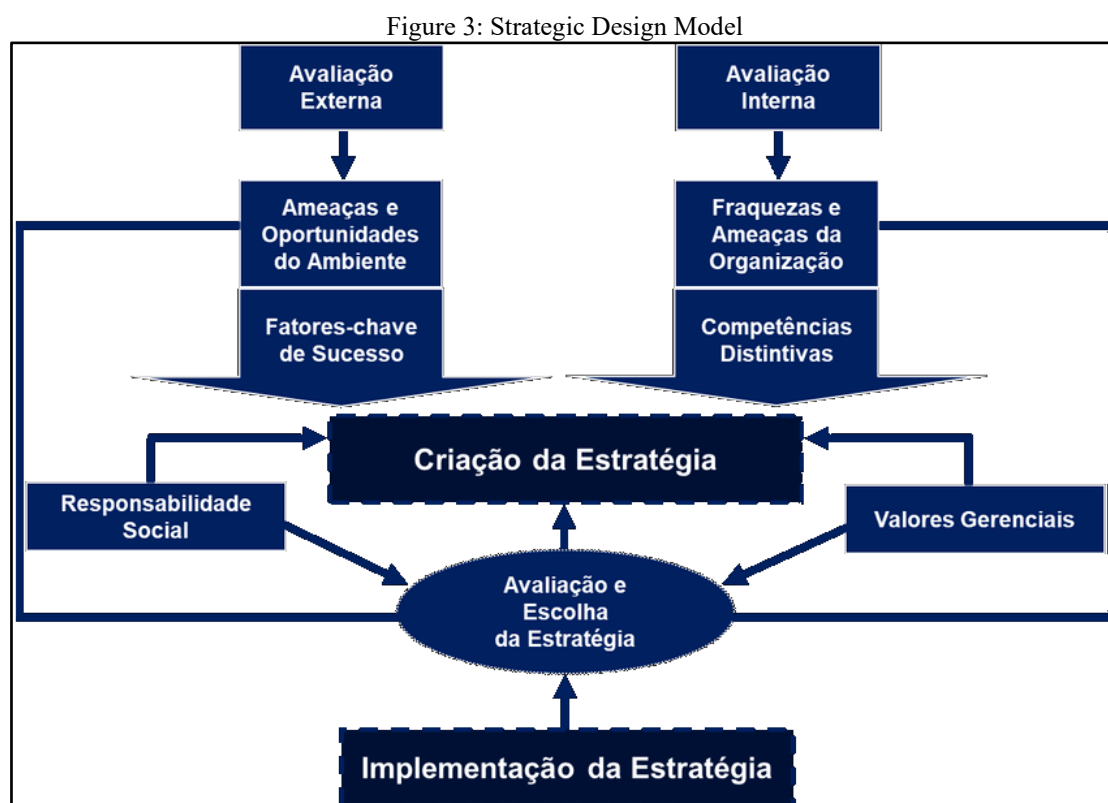 Figure 3: Strategic Design Model
Avaliação
Externa
Avaliação
Interna
Ameaças e
Oportunidades
do Ambiente
Fraquezas e
Ameaças da
Organização
Fatores-chave
de Sucesso
Competências
Distintivas
Criação da Estratégia
Responsabilidade
Social
Valores Gerenciais
Avaliação e
Escolha
da Estratégia
Implementação da Estratégia